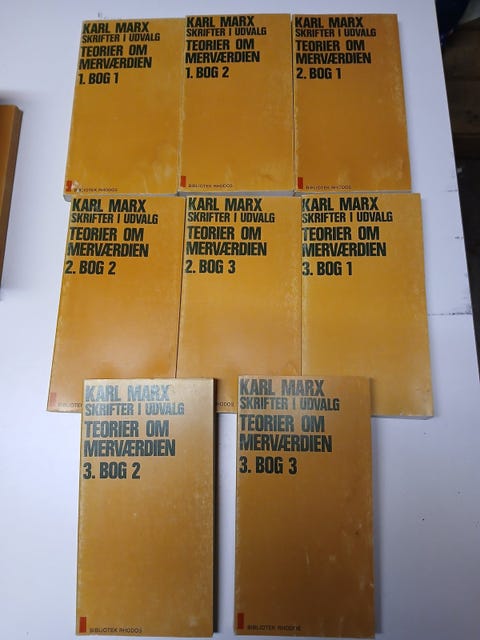 KARL MARX
SKRIFTER I UDVALG
TEORIER OM
MERVÆRDIEN
1. BOG 1
BIBLIOTEK RHODOS
KARL MARX
SKRIFTER I UDVALG
TEORIER OM
MERVÆRDIEN
1. BOG 2
BIBLIOTEK RHODOS
KARL MARX
SKRIFTER I UDVALG
TEORIER OM
MERVÆRDIEN
2. BOG 1
BIBLIOTEK RHODOS
KARL MARX
SKRIFTER I UDVALG
TEORIER OM
MERVÆRDIEN
2. BOG 2
KARL MARX
SKRIFTER I UDVALG
TEORIER OM
MERVÆRDIEN
2. BOG 3
KARL MARX
SKRIFTER I UDVALG
TEORIER OM
MERVÆRDIEN
3. BOG 1
KARL MARX
SKRIFTER I UDVALG
TEORIER OM
MERVÆRDIEN
3. BOG 2
BIBLIOTEK RHODOS
KARL MARX
SKRIFTER I UDVALG
TEORIER OM
MERVÆRDIEN
3. BOG 3
BIBLIOTEK RHODOS